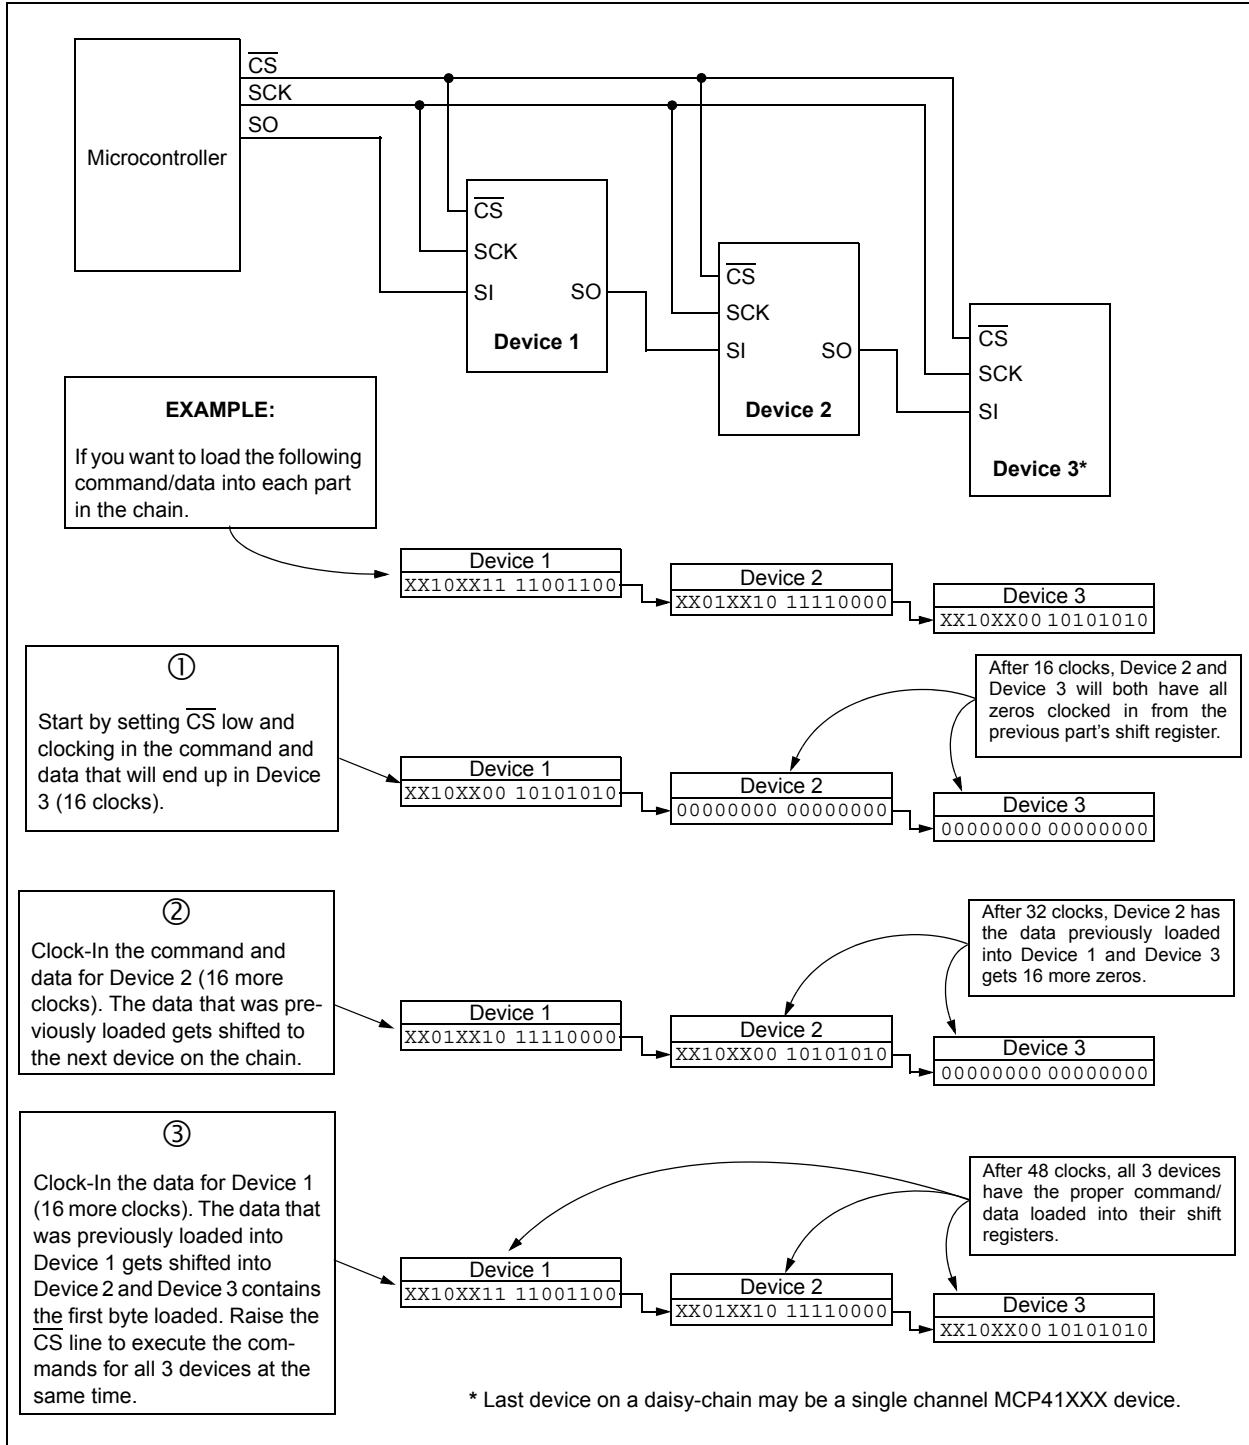 CS
SCK
SO
Microcontroller
CS
SCK
SI SO
Device 1
CS
SCK
SI SO
Device 2
CS
SCK
SI
Device 3*
EXAMPLE:
If you want to load the following
command/data into each part
in the chain.
Device 1
XX10XX11 11001100
Device 2
XX01XX10 11110000
Device 3
XX10XX00 10101010
①
Start by setting CS low and
clocking in the command and
data that will end up in Device
3 (16 clocks).
After 16 clocks, Device 2 and
Device 3 will both have all
zeros clocked in from the
previous part's shift register.
Device 1
XX10XX00 10101010
Device 2
00000000 00000000
Device 3
00000000 00000000
②
Clock-In the command and
data for Device 2 (16 more
clocks). The data that was pre-
viously loaded gets shifted to
the next device on the chain.
After 32 clocks, Device 2 has
the data previously loaded
into Device 1 and Device 3
gets 16 more zeros.
Device 1
XX01XX10 11110000
Device 2
XX10XX00 10101010
Device 3
00000000 00000000
③
Clock-In the data for Device 1
(16 more clocks). The data that
was previously loaded into
Device 1 gets shifted into
Device 2 and Device 3 contains
the first byte loaded. Raise the
CS line to execute the com-
mands for all 3 devices at the
same time.
After 48 clocks, all 3 devices
have the proper command/
data loaded into their shift
registers.
Device 1
XX10XX11 11001100
Device 2
XX01XX10 11110000
Device 3
XX10XX00 10101010
* Last device on a daisy-chain may be a single channel MCP41XXX device.